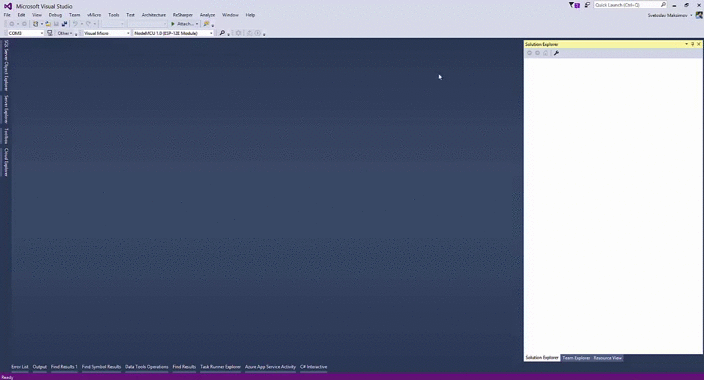 Microsoft Visual Studio
Quick Launch (Ctrl+Q)
File Edit View Debug Team vMicro Tools Test Architecture ReSharper Analyze Window Help
Svetoslav Maksimov
Attach...
COM3 Other Visual Micro NodeMCU 1.0 (ESP-12E Module)
SQL Server Object Explorer
Server Explorer
Toolbox
Cloud Explorer
Solution Explorer
Solution Explorer Team Explorer Resource View
Error List Output Find Results 1 Find Symbol Results Data Tools Operations Find Results Task Runner Explorer Azure App Service Activity C# Interactive
Ready